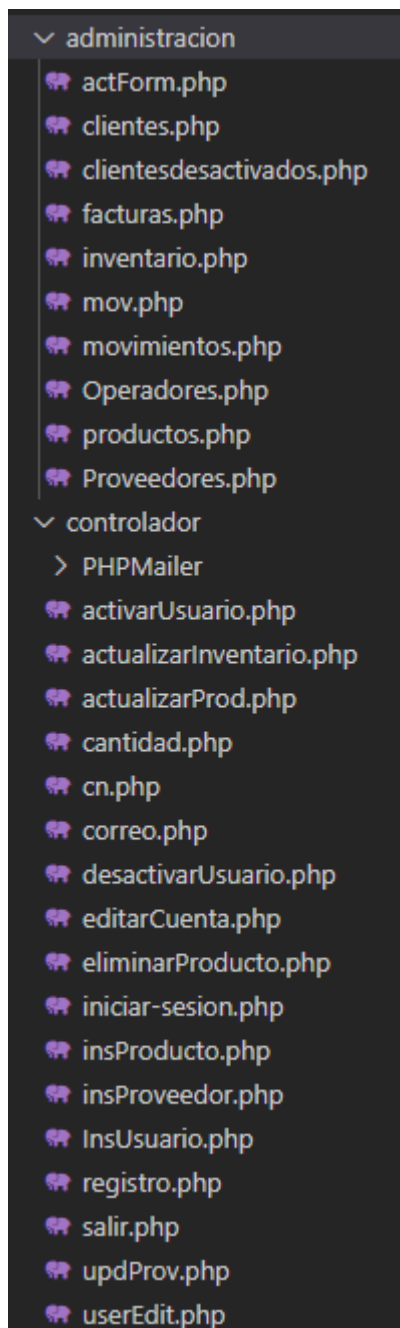 administracion
actForm.php
clientes.php
clientesdesactivados.php
facturas.php
inventario.php
mov.php
movimientos.php
Operadores.php
productos.php
Proveedores.php
controlador
PHPMailer
activarUsuario.php
actualizarInventario.php
actualizarProd.php
cantidad.php
cn.php
correo.php
desactivarUsuario.php
editarCuenta.php
eliminarProducto.php
iniciar-sesion.php
insProducto.php
insProveedor.php
InsUsuario.php
registro.php
salir.php
updProv.php
userEdit.php